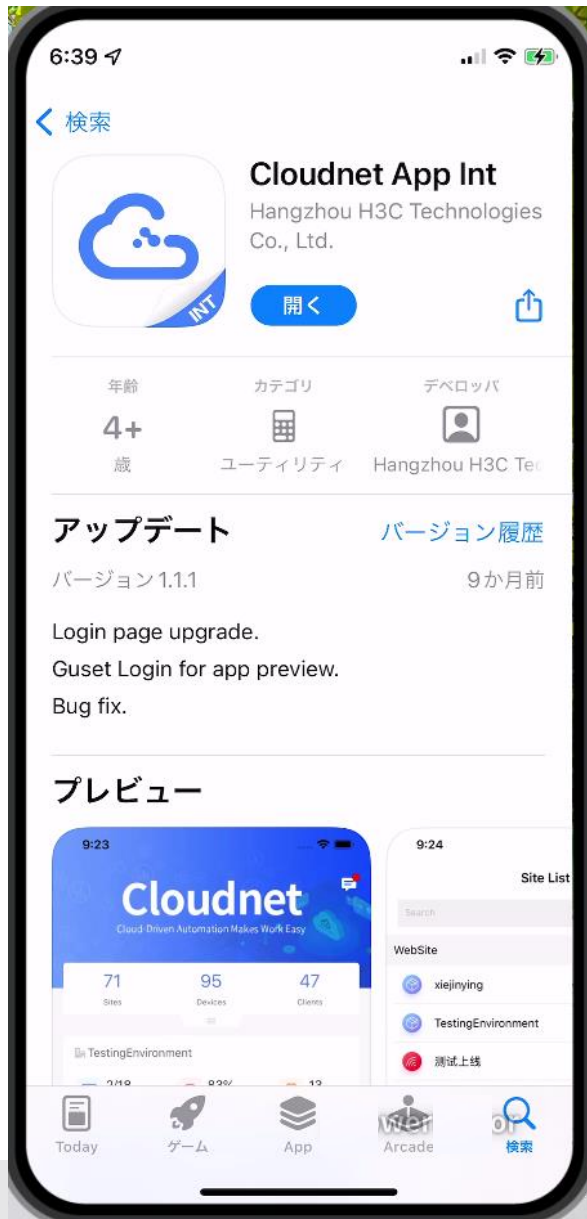 6:39
検索
Cloudnet App Int
Hangzhou H3C Technologies
Co., Ltd.
INT
開く
年齢
カテゴリ
デベロッパ
4+
歳
ユーティリティ
Hangzhou H3C Tec
アップデート
バージョン履歴
バージョン 1.1.1
9か月前
Login page upgrade.
Guset Login for app preview.
Bug fix.
プレビュー
9:23
Cloudnet
Cloud-Driven Automation Makes Work Easy
71
95
47
Sites
Devices
Clients
TestingEnvironment
2/18
83%
13
9:24
Site List
Search
WebSite
xiejinying
TestingEnvironment
测试上线
Today
ゲーム
App
Arcade
検索